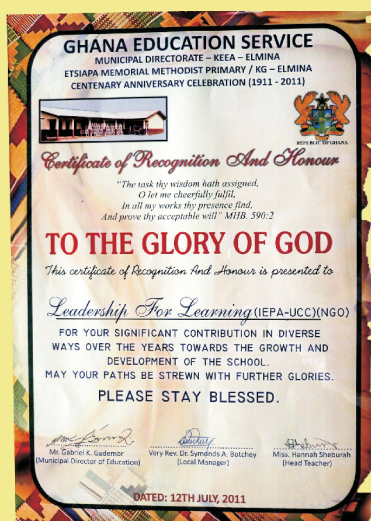 GHANA EDUCATION SERVICE
MUNICIPAL DIRECTORATE – KEEA – ELMINA
ETSIAPA MEMORIAL METHODIST PRIMARY / KG – ELMINA
CENTENARY ANNIVERSARY CELEBRATION (1911 - 2011)
REPUBLIC OF GHANA
Certificate of Recognition And Honour
"The task thy wisdom hath assigned,
O let me cheerfully fulfil,
In all my works thy presence find,
And prove thy acceptable will" MHB. 590:2
TO THE GLORY OF GOD
This certificate of Recognition And Honour is presented to
Leadership For Learning (IEPA-UCC)(NGO)
FOR YOUR SIGNIFICANT CONTRIBUTION IN DIVERSE
WAYS OVER THE YEARS TOWARDS THE GROWTH AND
DEVELOPMENT OF THE SCHOOL.
MAY YOUR PATHS BE STREWN WITH FURTHER GLORIES.
PLEASE STAY BLESSED.
Mr. Gabriel K. Gademor
(Municipal Director of Education)
Very Rev. Dr. Symonds A. Botchey
(Local Manager)
Miss. Hannah Sheburah
(Head Teacher)
DATED: 12TH JULY, 2011